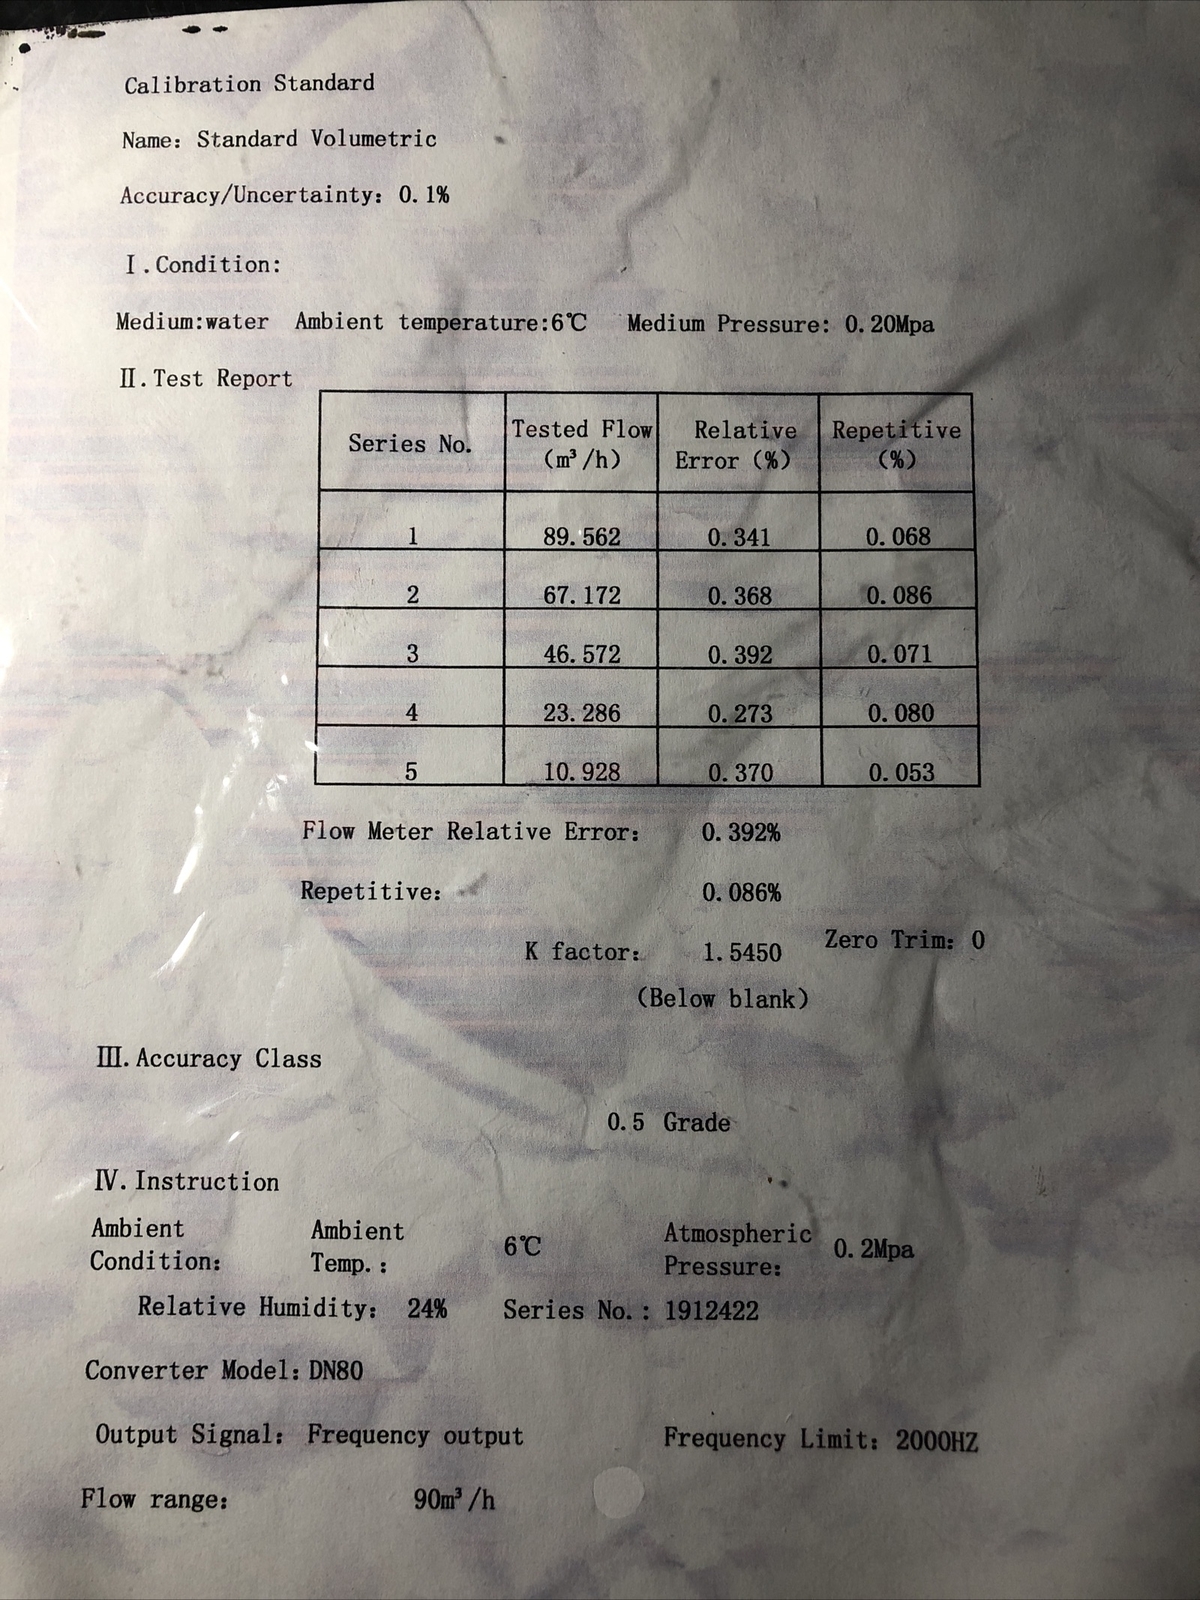 Calibration Standard
Name: Standard Volumetric
Accuracy/Uncertainty: 0.1%
Ⅰ.Condition:
Medium:water Ambient temperature:6℃ Medium Pressure: 0.20Mpa
Ⅱ.Test Report
Series No. Tested Flow (m³/h) Relative Error (%) Repetitive (%)
1 89.562 0.341 0.068
2 67.172 0.368 0.086
3 46.572 0.392 0.071
4 23.286 0.273 0.080
5 10.928 0.370 0.053
Flow Meter Relative Error: 0.392%
Repetitive: 0.086%
K factor: 1.5450 Zero Trim: 0
(Below blank)
Ⅲ.Accuracy Class
0.5 Grade
Ⅳ.Instruction
Ambient Condition: Ambient Temp.: 6℃ Atmospheric Pressure: 0.2Mpa
Relative Humidity: 24% Series No.: 1912422
Converter Model: DN80
Output Signal: Frequency output Frequency Limit: 2000HZ
Flow range: 90m³/h